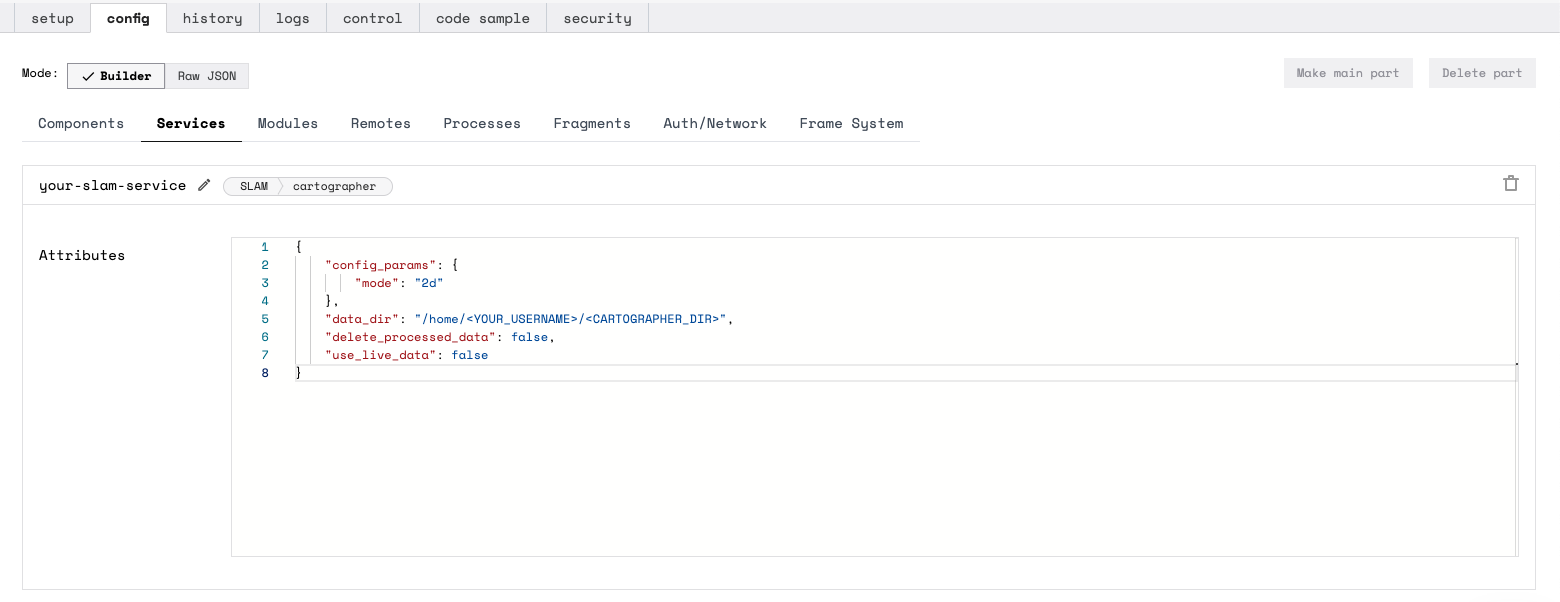 setup config history logs control code sample security
Mode: Builder Raw JSON Make main part Delete part
Components Services Modules Remotes Processes Fragments Auth/Network Frame System
your-slam-service SLAM cartographer
Attributes
1 {
2 "config_params": {
3 "mode": "2d"
4 },
5 "data_dir": "/home/<YOUR_USERNAME>/<CARTOGRAPHER_DIR>",
6 "delete_processed_data": false,
7 "use_live_data": false
8 }